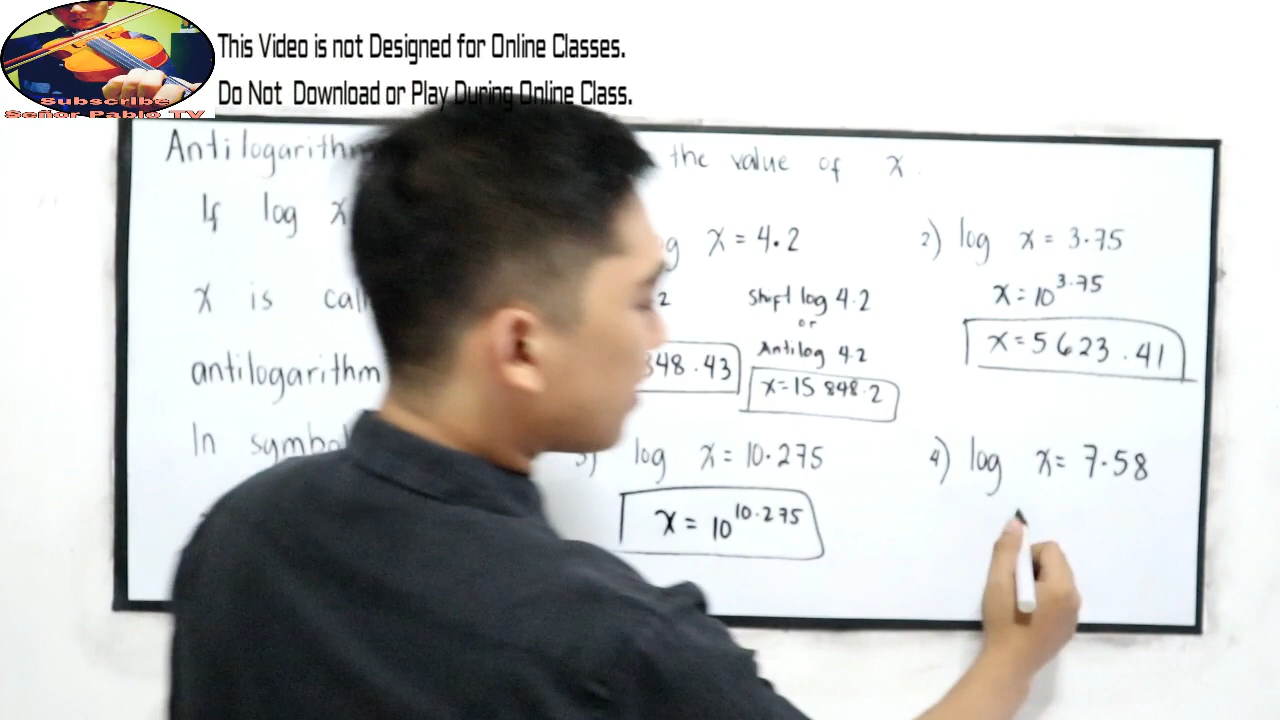 This Video is not Designed for Online Classes.
Do Not Download or Play During Online Class.
Subscribe
Señor Pablo TV
Antilogarithm
the value of x.
If log x
x is
antilogarithm
In
x = 4.2
2
Shift log 4.2
or
Antilog 4.2
848.43
x = 15 848.2
2) log x = 3.75
x = 10^3.75
x = 5623.41
3) log x = 10.275
x = 10^10.275
4) log x = 7.58